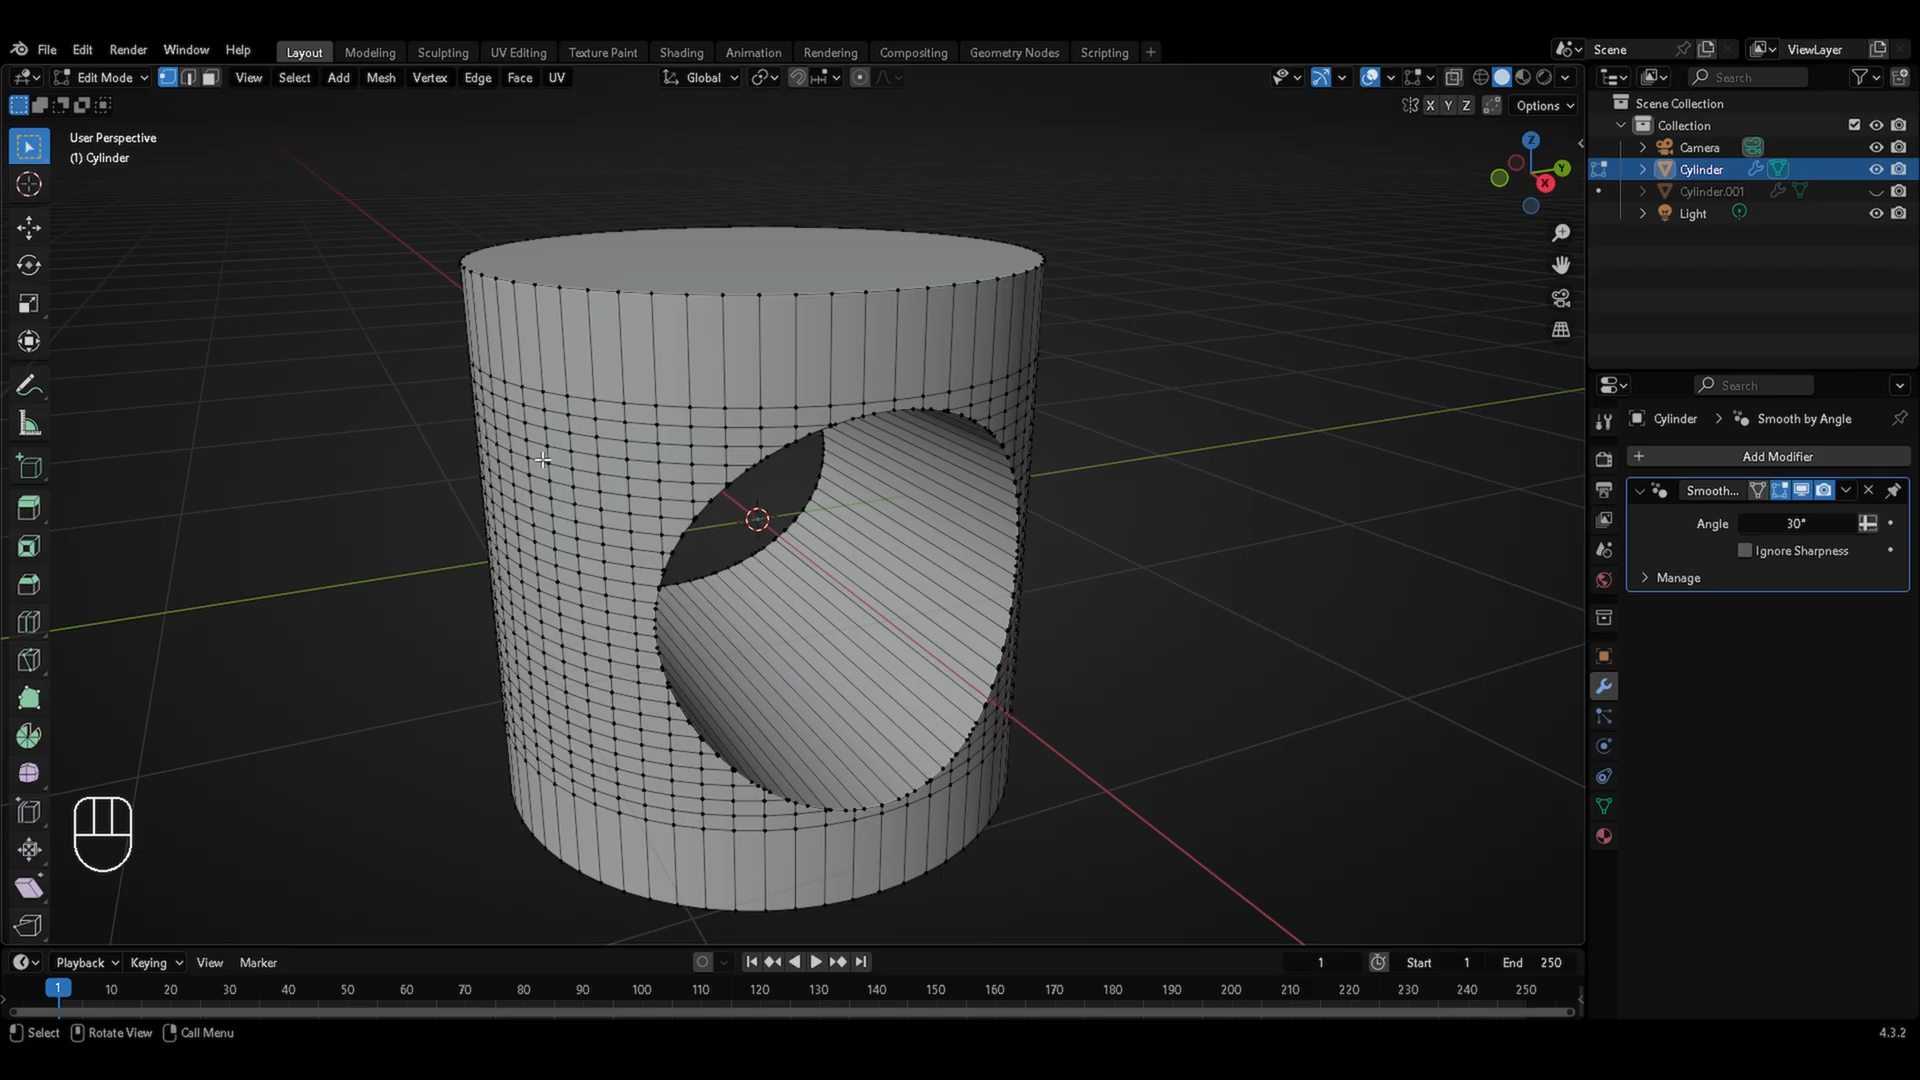 File Edit Render Window Help Layout Modeling Sculpting UV Editing Texture Paint Shading Animation Rendering Compositing Geometry Nodes Scripting + Scene ViewLayer
Edit Mode View Select Add Mesh Vertex Edge Face UV Global Search
X Y Z Options
User Perspective
(1) Cylinder
Z
Y
X
Scene Collection
Collection
Camera
Cylinder
Cylinder.001
Light
Search
Cylinder > Smooth by Angle
+ Add Modifier
Smooth...
Angle 30°
Ignore Sharpness
Manage
Playback Keying View Marker 1 Start 1 End 250
1 10 20 30 40 50 60 70 80 90 100 110 120 130 140 150 160 170 180 190 200 210 220 230 240 250
Select Rotate View Call Menu 4.3.2